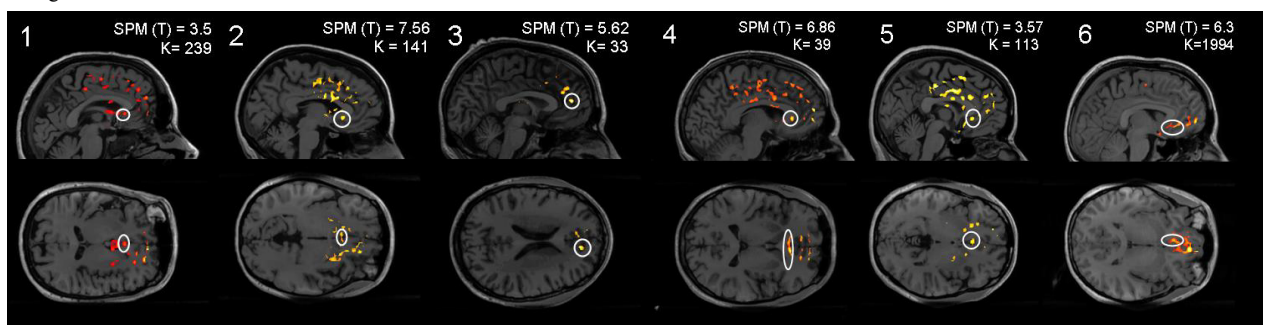 1
SPM (T) = 3.5
K= 239
2
SPM (T) = 7.56
K = 141
3
SPM (T) = 5.62
K= 33
4
SPM (T) = 6.86
K= 39
5
SPM (T) = 3.57
K= 113
6
SPM (T) = 6.3
K=1994